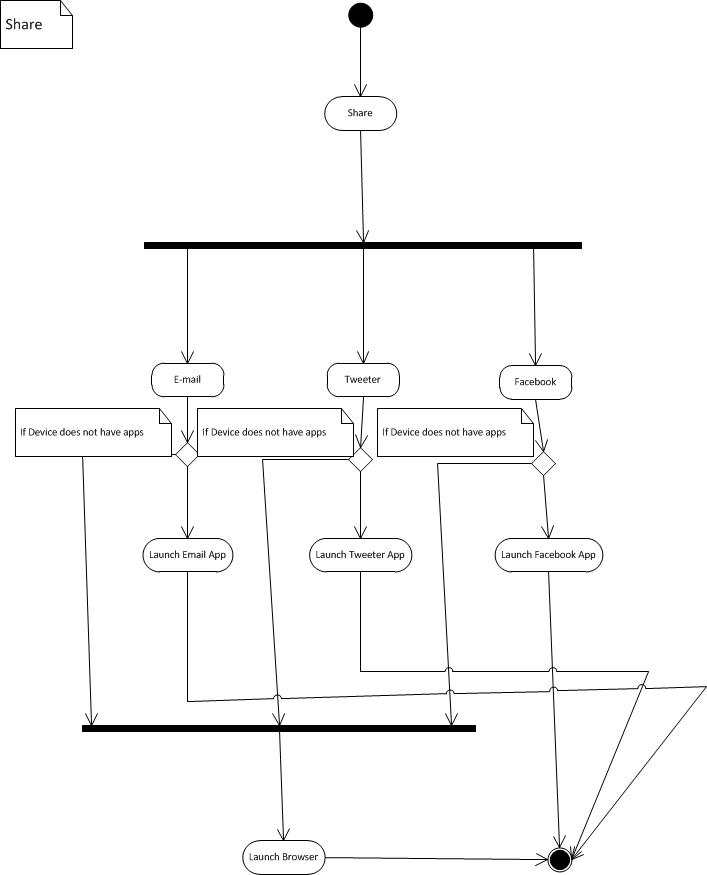 Share
Share
E-mail
Tweeter
Facebook
If Device does not have apps
If Device does not have apps
If Device does not have apps
Launch Email App
Launch Tweeter App
Launch Facebook App
Launch Browser